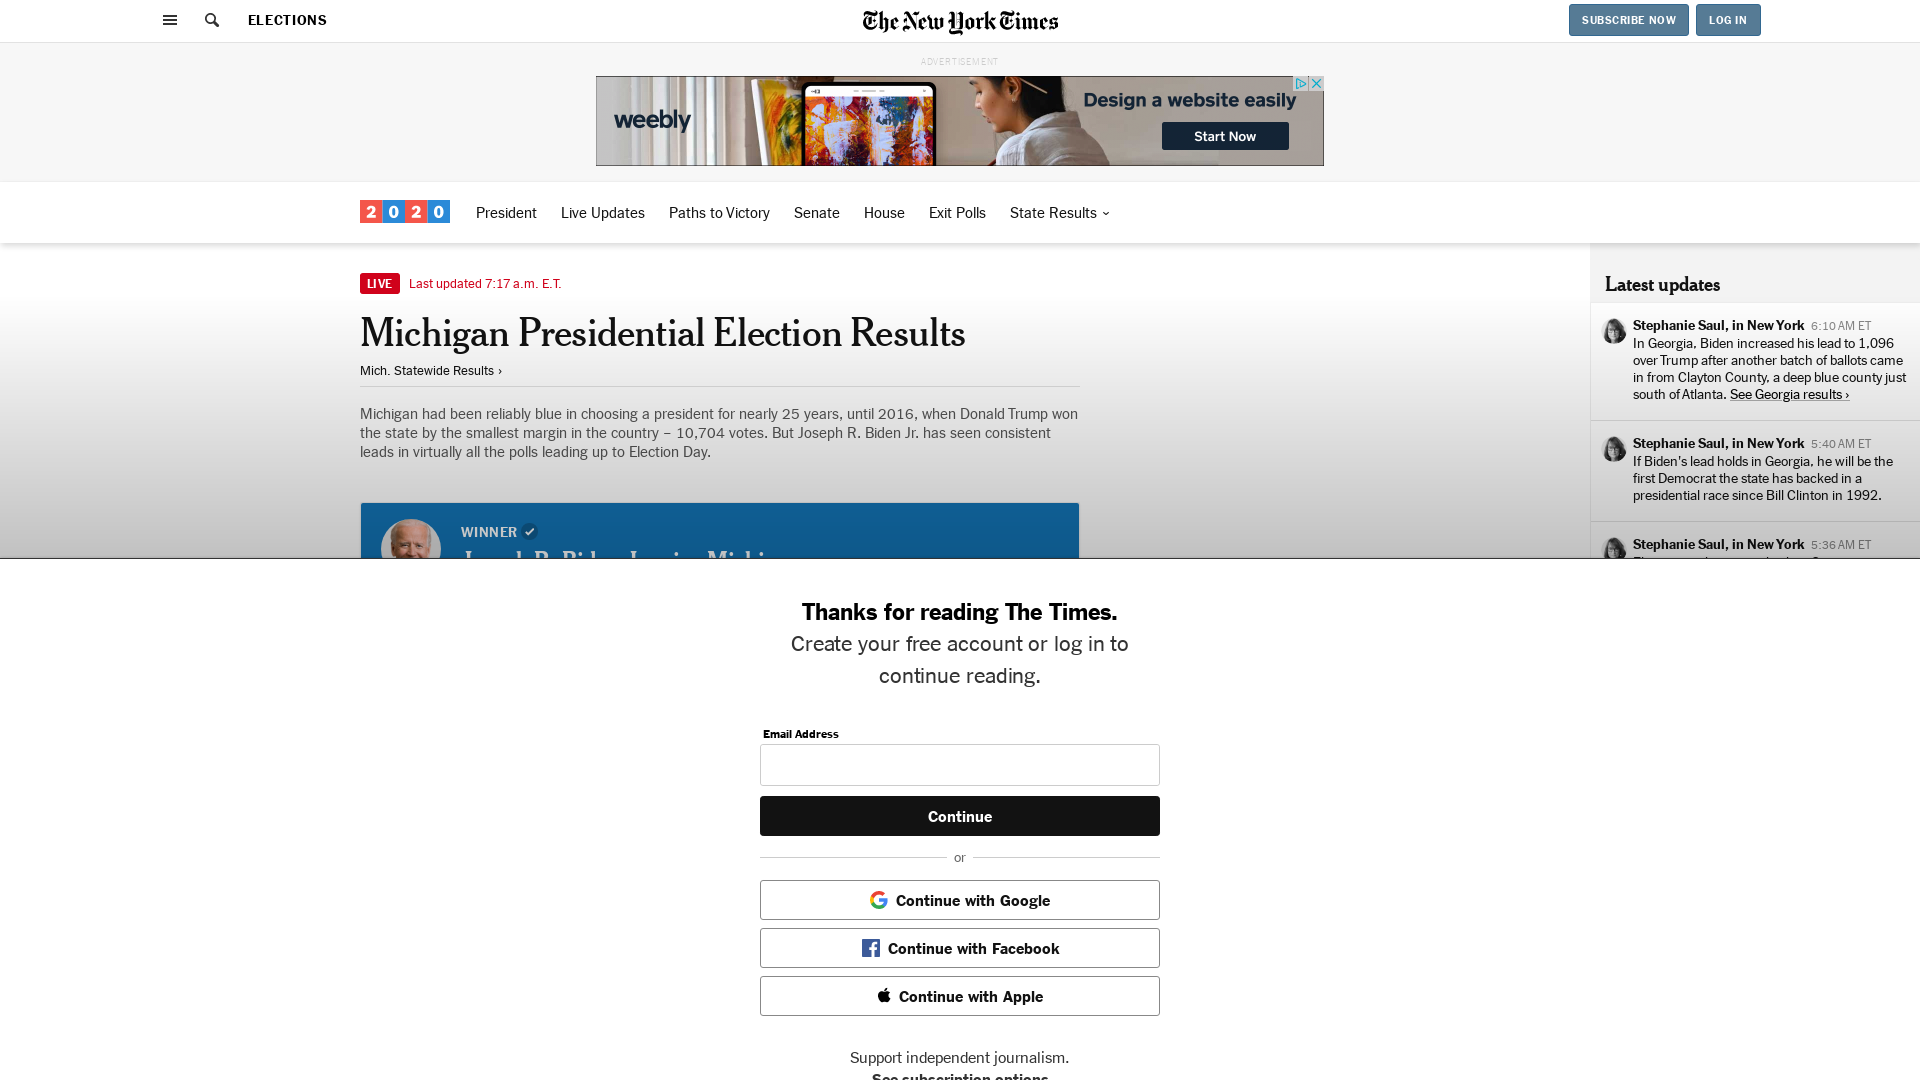 ELECTIONS
The New York Times
SUBSCRIBE NOW
LOG IN
ADVERTISEMENT
weebly
Design a website easily
Start Now
2020
President
Live Updates
Paths to Victory
Senate
House
Exit Polls
State Results
LIVE
Last updated 7:17 a.m. E.T.
Michigan Presidential Election Results
Mich. Statewide Results ›
Michigan had been reliably blue in choosing a president for nearly 25 years, until 2016, when Donald Trump won
the state by the smallest margin in the country – 10,704 votes. But Joseph R. Biden Jr. has seen consistent
leads in virtually all the polls leading up to Election Day.
WINNER
Latest updates
Stephanie Saul, in New York 6:10 AM ET
In Georgia, Biden increased his lead to 1,096
over Trump after another batch of ballots came
in from Clayton County, a deep blue county just
south of Atlanta. See Georgia results ›
Stephanie Saul, in New York 5:40 AM ET
If Biden's lead holds in Georgia, he will be the
first Democrat the state has backed in a
presidential race since Bill Clinton in 1992.
Stephanie Saul, in New York 5:36 AM ET
Thanks for reading The Times.
Create your free account or log in to
continue reading.
Email Address
Continue
or
Continue with Google
Continue with Facebook
Continue with Apple
Support independent journalism.
See subscription options